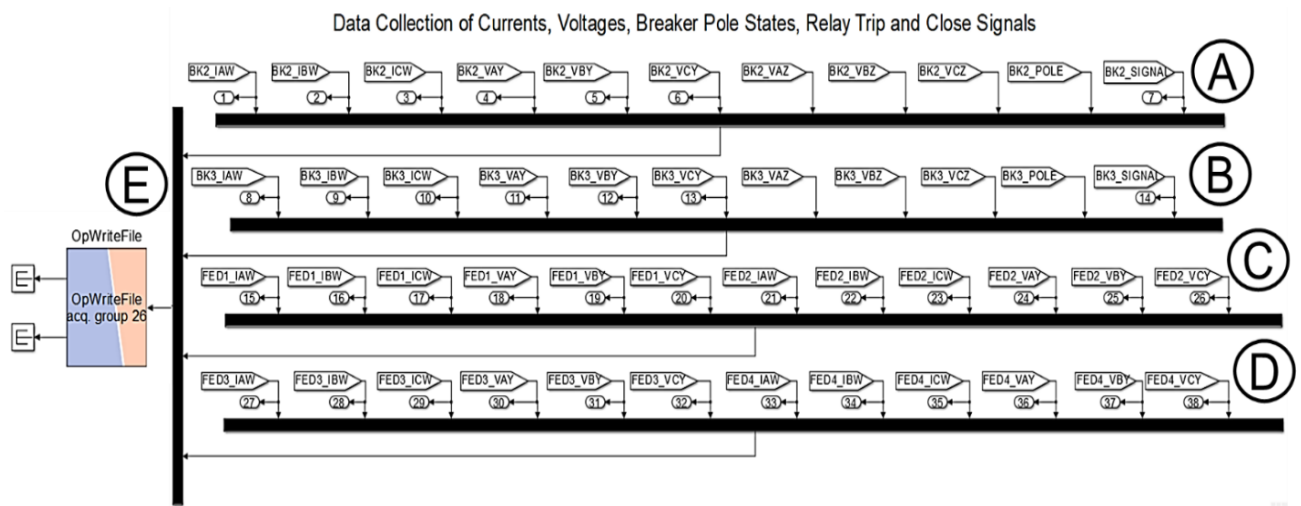 Data Collection of Currents, Voltages, Breaker Pole States, Relay Trip and Close Signals
BK2_IAW BK2_IBW BK2_ICW BK2_VAY BK2_VBY BK2_VCY BK2_VAZ BK2_VBZ BK2_VCZ BK2_POLE BK2_SIGNAL A
1 2 3 4 5 6 7
E
BK3_IAW BK3_IBW BK3_ICW BK3_VAY BK3_VBY BK3_VCY BK3_VAZ BK3_VBZ BK3_VCZ BK3_POLE BK3_SIGNAL B
8 9 10 11 12 13 14
OpWriteFile
FED1_IAW FED1_IBW FED1_ICW FED1_VAY FED1_VBY FED1_VCY FED2_IAW FED2_IBW FED2_ICW FED2_VAY FED2_VBY FED2_VCY C
15 16 17 18 19 20 21 22 23 24 25 26
OpWriteFile
acq. group 26
FED3_IAW FED3_IBW FED3_ICW FED3_VAY FED3_VBY FED3_VCY FED4_IAW FED4_IBW FED4_ICW FED4_VAY FED4_VBY FED4_VCY D
27 28 29 30 31 32 33 34 35 36 37 38